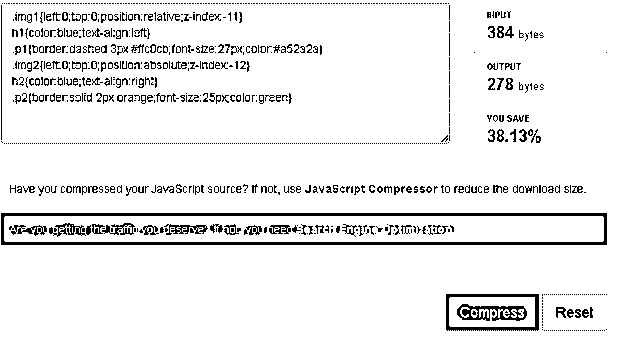 .img1{left:0;top:0;position:relative;z-index:-11}
h1{color:blue;text-align:left}
.p1{border:dashed 3px #ffc0cb;font-size:27px;color:#a52a2a}
.img2{left:0;top:0;position:absolute;z-index:-12}
h2{color:blue;text-align:right}
.p2{border:solid 2px orange;font-size:25px;color:green}
INPUT
384 bytes
OUTPUT
278 bytes
YOU SAVE
38.13%
Have you compressed your JavaScript source? If not, use JavaScript Compressor to reduce the download size.
Are you getting the traffic you deserve? If not, you need Search Engine Optimization
Compress
Reset